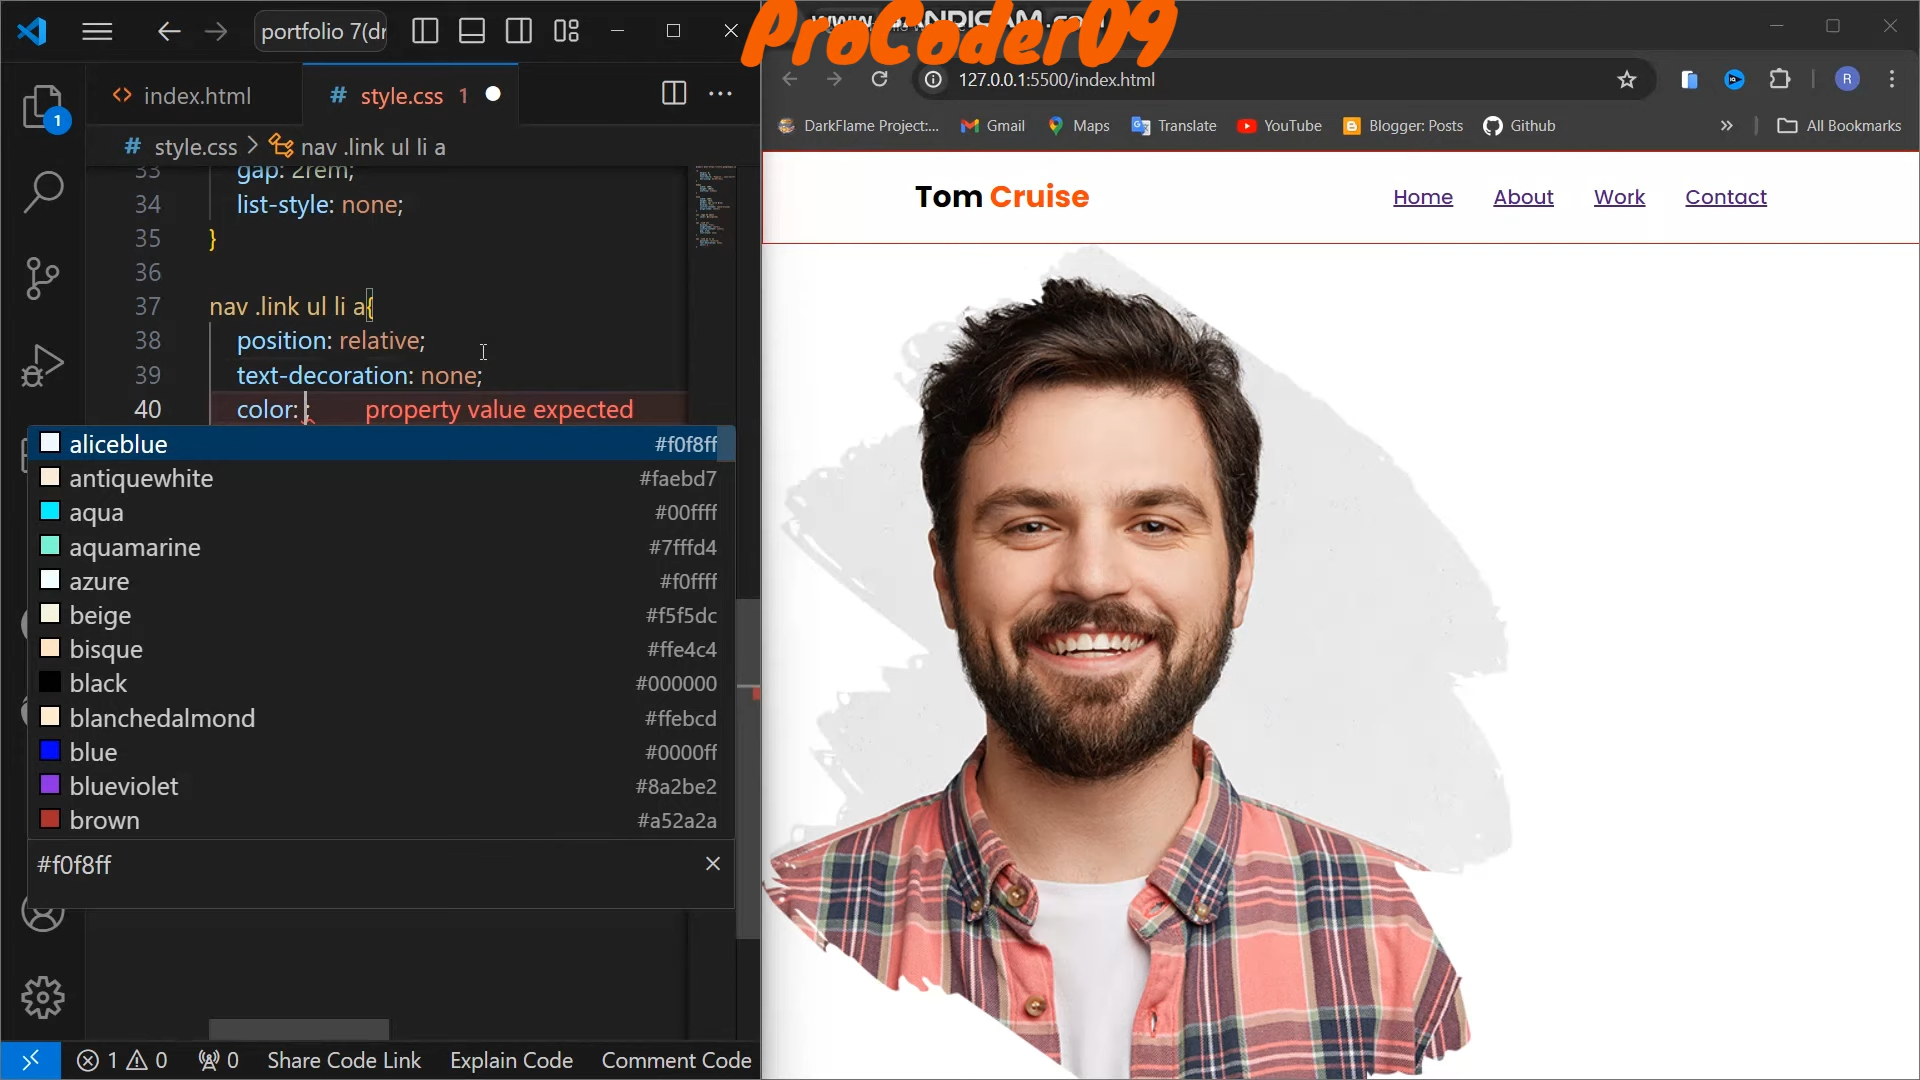 ProCoder09
portfolio 7(dr
index.html
# style.css 1
# style.css > nav .link ul li a
33 gap: 2rem;
34 list-style: none;
35 }
36
37 nav .link ul li a{
38 position: relative;
39 text-decoration: none;
40 color: ; property value expected
aliceblue #f0f8ff
antiquewhite #faebd7
aqua #00ffff
aquamarine #7fffd4
azure #f0ffff
beige #f5f5dc
bisque #ffe4c4
black #000000
blanchedalmond #ffebcd
blue #0000ff
blueviolet #8a2be2
brown #a52a2a
#f0f8ff
1
1 0 0 Share Code Link Explain Code Comment Code
127.0.0.1:5500/index.html
R
DarkFlame Project:... Gmail Maps Translate YouTube Blogger: Posts Github All Bookmarks
Tom Cruise
Home About Work Contact